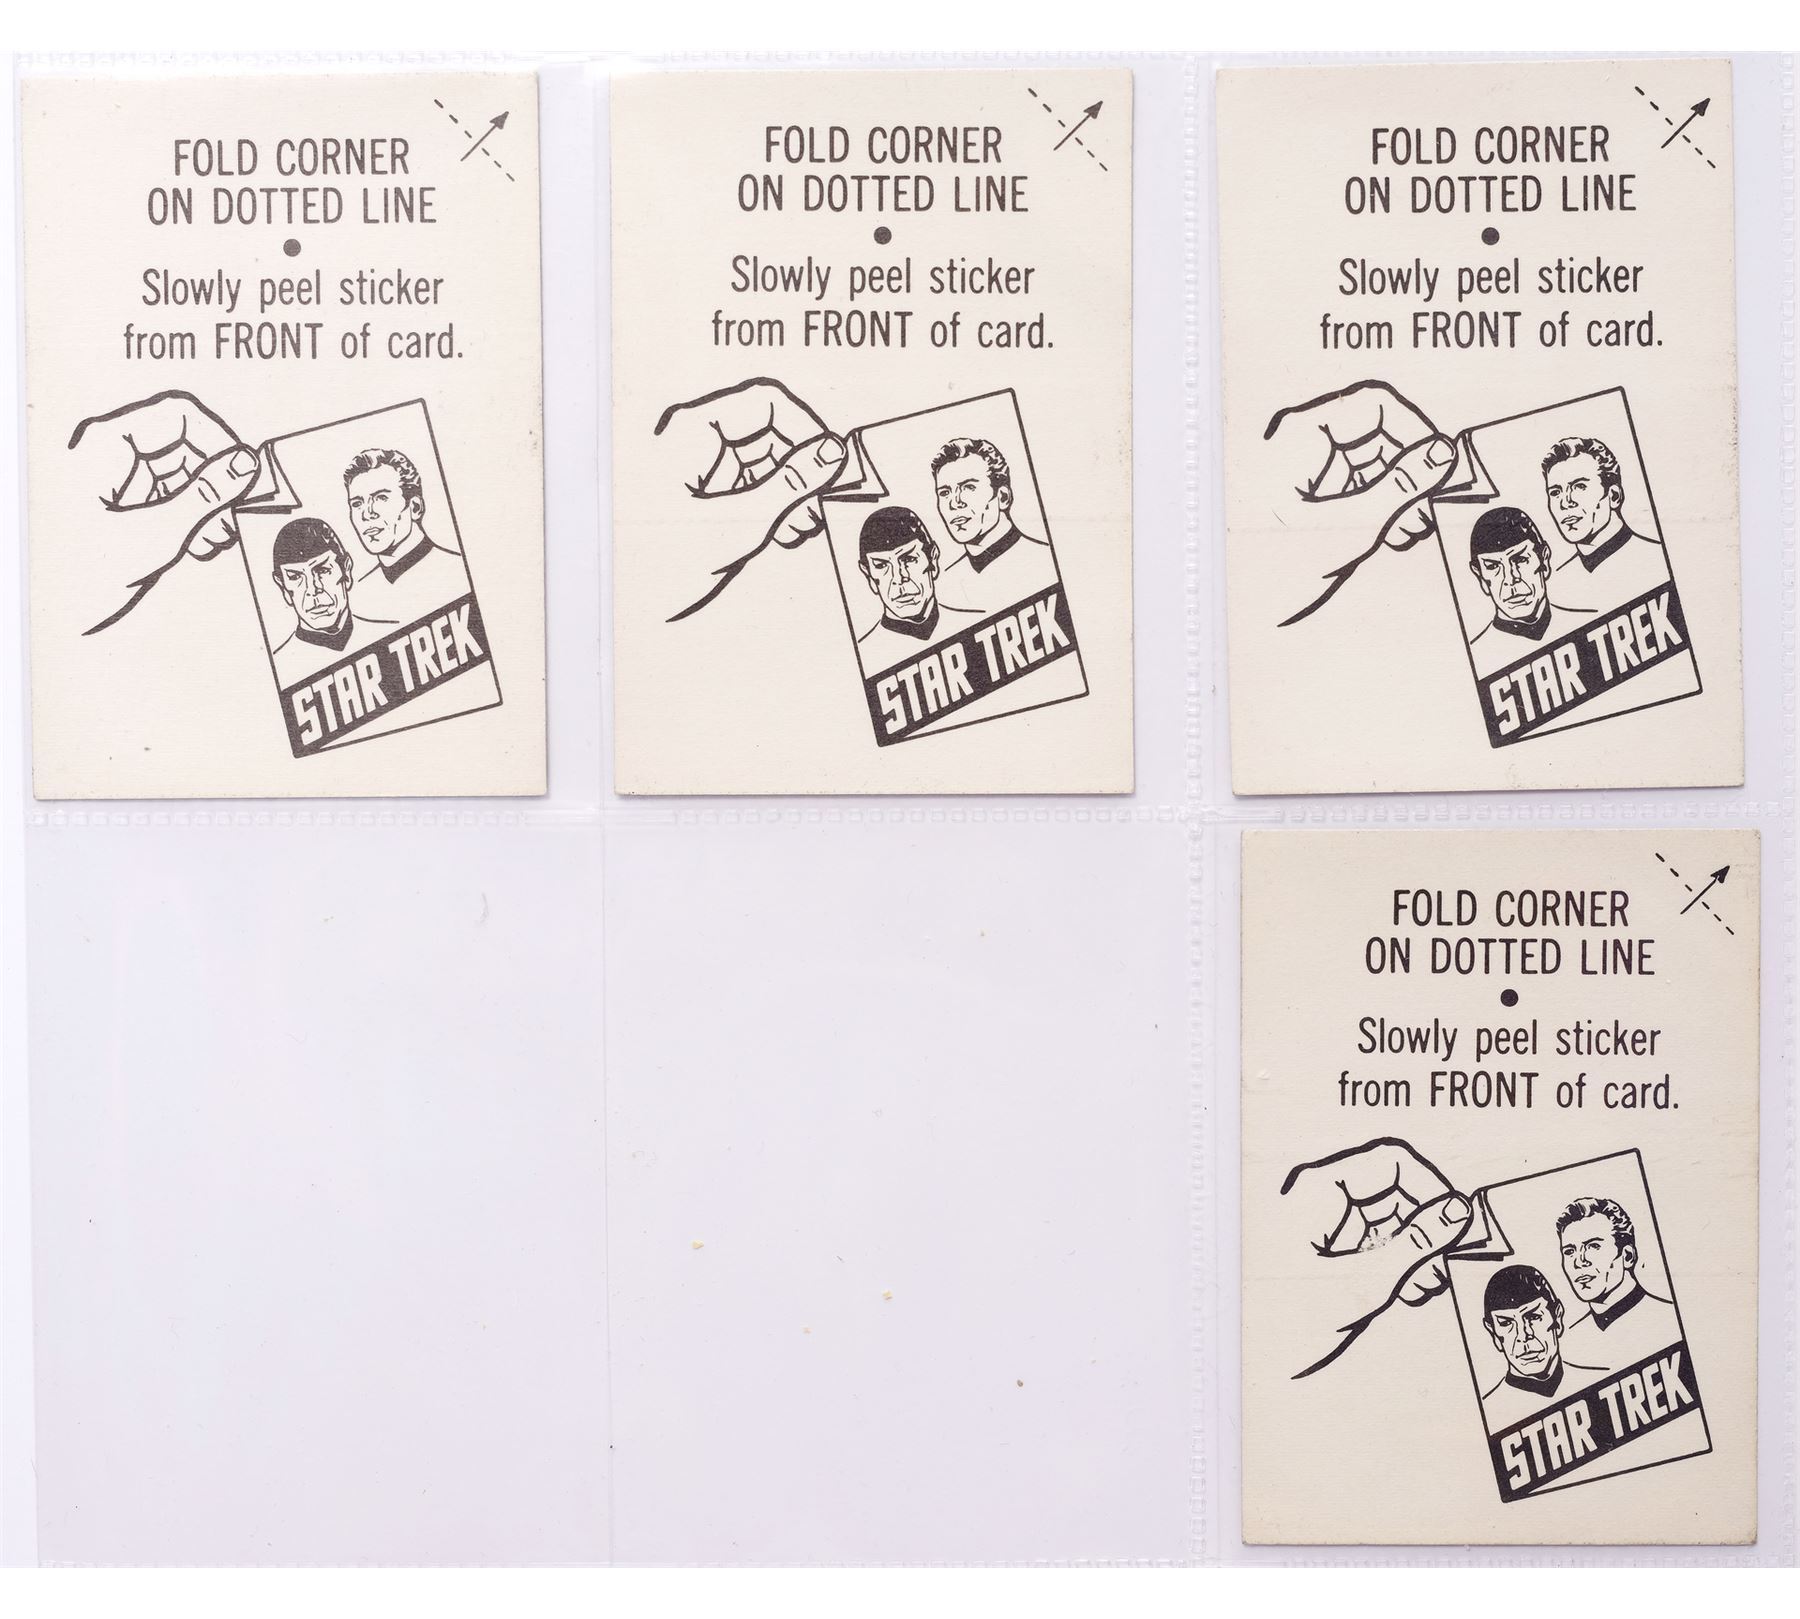 FOLD CORNER
ON DOTTED LINE
Slowly peel sticker
from FRONT of card.
STAR TREK
FOLD CORNER
ON DOTTED LINE
Slowly peel sticker
from FRONT of card.
STAR TREK
FOLD CORNER
ON DOTTED LINE
Slowly peel sticker
from FRONT of card.
STAR TREK
FOLD CORNER
ON DOTTED LINE
Slowly peel sticker
from FRONT of card.
STAR TREK